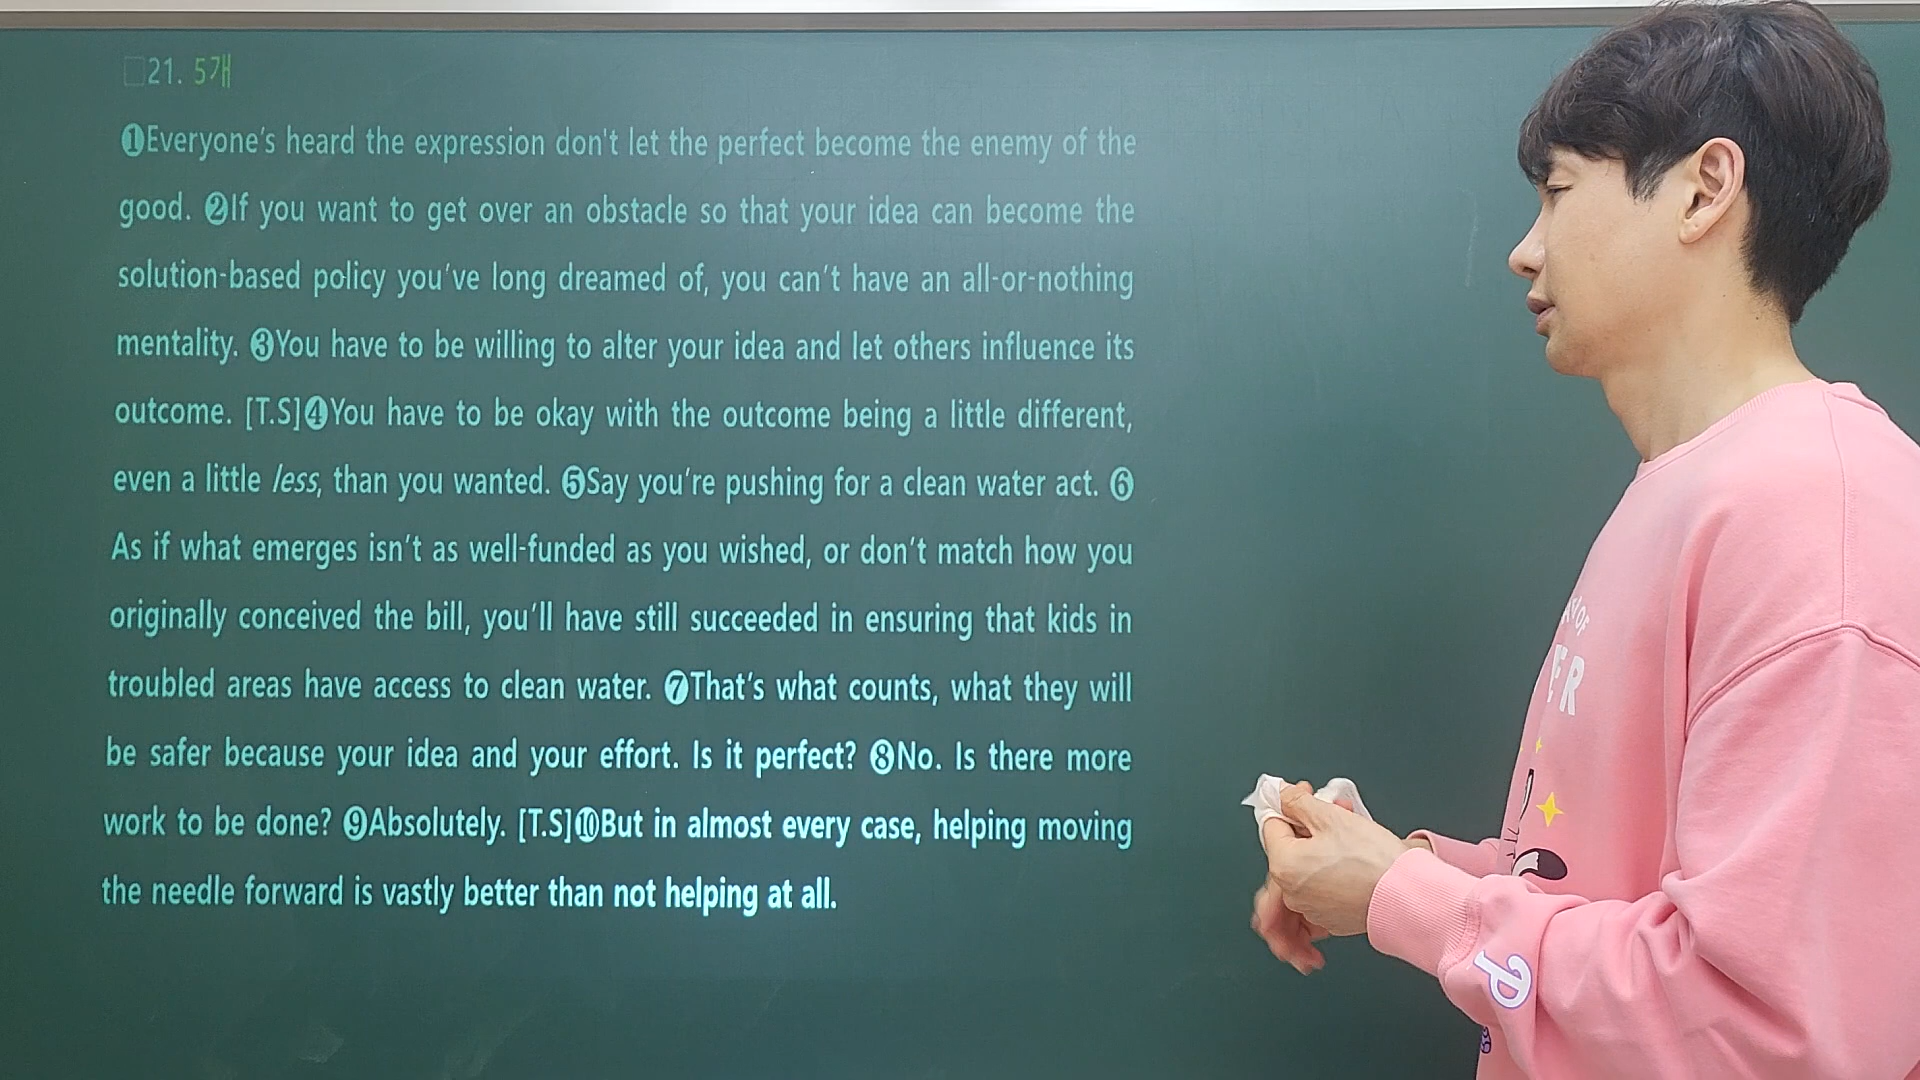 □21. 5개
❶Everyone's heard the expression don't let the perfect become the enemy of the
good. ❷If you want to get over an obstacle so that your idea can become the
solution-based policy you've long dreamed of, you can't have an all-or-nothing
mentality. ❸You have to be willing to alter your idea and let others influence its
outcome. [T.S]❹You have to be okay with the outcome being a little different,
even a little less, than you wanted. ❺Say you're pushing for a clean water act. ❻
As if what emerges isn't as well-funded as you wished, or don't match how you
originally conceived the bill, you'll have still succeeded in ensuring that kids in
troubled areas have access to clean water. ❼That's what counts, what they will
be safer because your idea and your effort. Is it perfect? ❽No. Is there more
work to be done? ❾Absolutely. [T.S]❿But in almost every case, helping moving
the needle forward is vastly better than not helping at all.
OF
ER
P